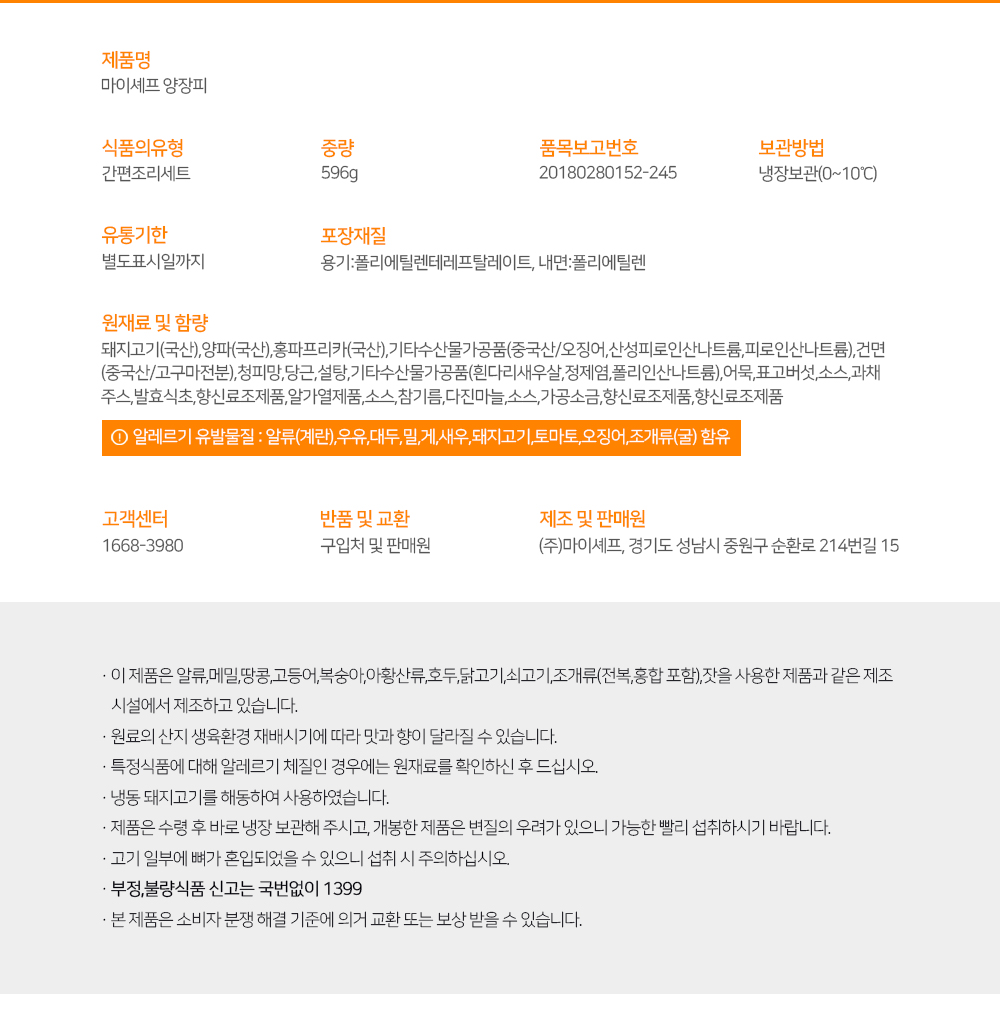 제품명
마이셰프 양장피
식품의유형
간편조리세트
중량
596g
품목보고번호
20180280152-245
보관방법
냉장보관(0~10℃)
유통기한
별도표시일까지
포장재질
용기:폴리에틸렌테레프탈레이트, 내면:폴리에틸렌
원재료 및 함량
돼지고기(국산),양파(국산),홍파프리카(국산),기타수산물가공품(중국산/오징어,산성피로인산나트륨,피로인산나트륨),건면
(중국산/고구마전분),청피망,당근,설탕,기타수산물가공품(흰다리새우살,정제염,폴리인산나트륨),어묵,표고버섯,소스,과채
주스,발효식초,향신료조제품,알가열제품,소스,참기름,다진마늘,소스,가공소금,향신료조제품,향신료조제품
알레르기 유발물질 : 알류(계란),우유,대두,밀,게,새우,돼지고기,토마토,오징어,조개류(굴) 함유
고객센터
1668-3980
반품 및 교환
구입처 및 판매원
제조 및 판매원
(주)마이셰프, 경기도 성남시 중원구 순환로 214번길 15
· 이 제품은 알류,메밀,땅콩,고등어,복숭아,아황산류,호두,닭고기,쇠고기,조개류(전복,홍합 포함),잣을 사용한 제품과 같은 제조
시설에서 제조하고 있습니다.
· 원료의 산지 생육환경 재배시기에 따라 맛과 향이 달라질 수 있습니다.
· 특정식품에 대해 알레르기 체질인 경우에는 원재료를 확인하신 후 드십시오.
· 냉동 돼지고기를 해동하여 사용하였습니다.
· 제품은 수령 후 바로 냉장 보관해 주시고, 개봉한 제품은 변질의 우려가 있으니 가능한 빨리 섭취하시기 바랍니다.
· 고기 일부에 뼈가 혼입되었을 수 있으니 섭취 시 주의하십시오.
· 부정,불량식품 신고는 국번없이 1399
· 본 제품은 소비자 분쟁 해결 기준에 의거 교환 또는 보상 받을 수 있습니다.